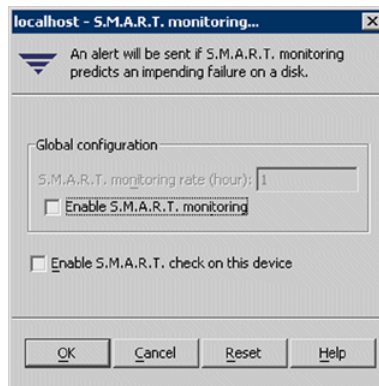 localhost - S.M.A.R.T. monitoring...
An alert will be sent if S.M.A.R.T. monitoring
predicts an impending failure on a disk.
Global configuration
S.M.A.R.T. monitoring rate (hour): 1
Enable S.M.A.R.T. monitoring
Enable S.M.A.R.T. check on this device
OK Cancel Reset Help